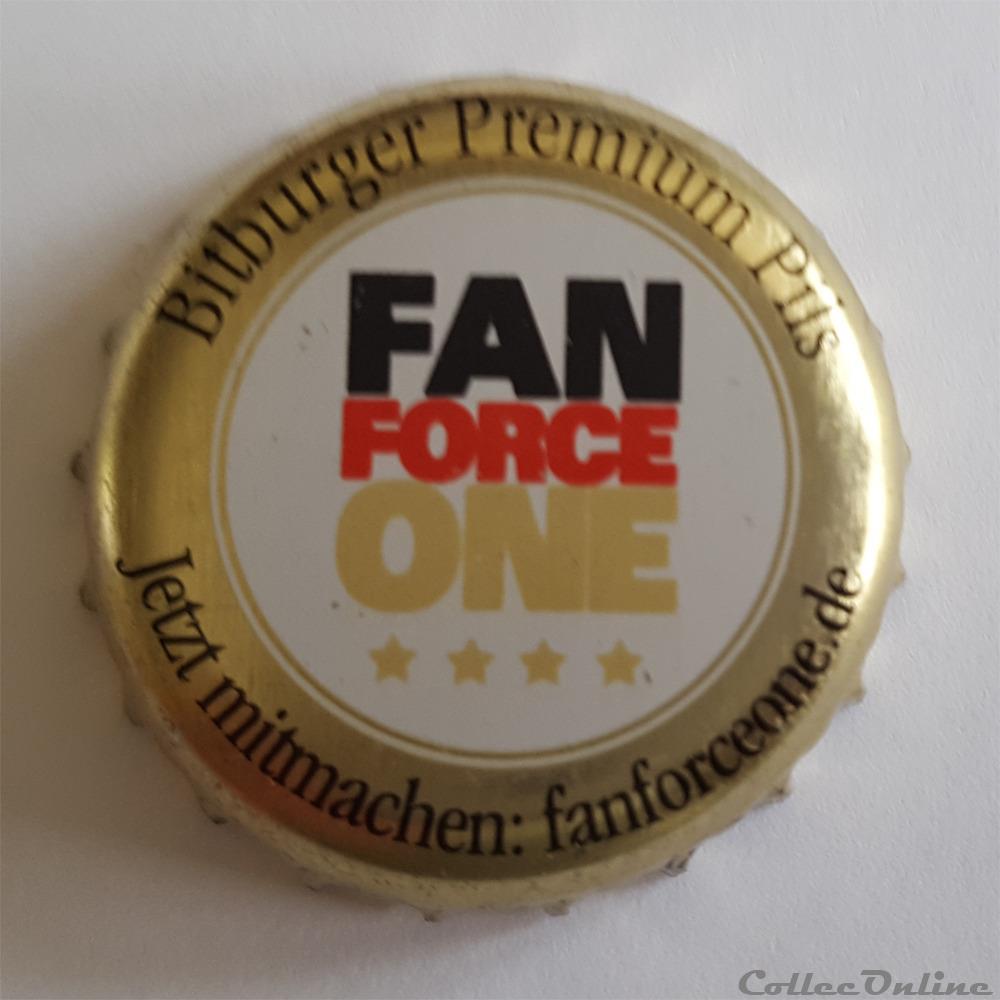 Bitburger Premium Pils
FAN
FORCE
ONE
Jetzt mitmachen: fanforceone.de
CollecOnline